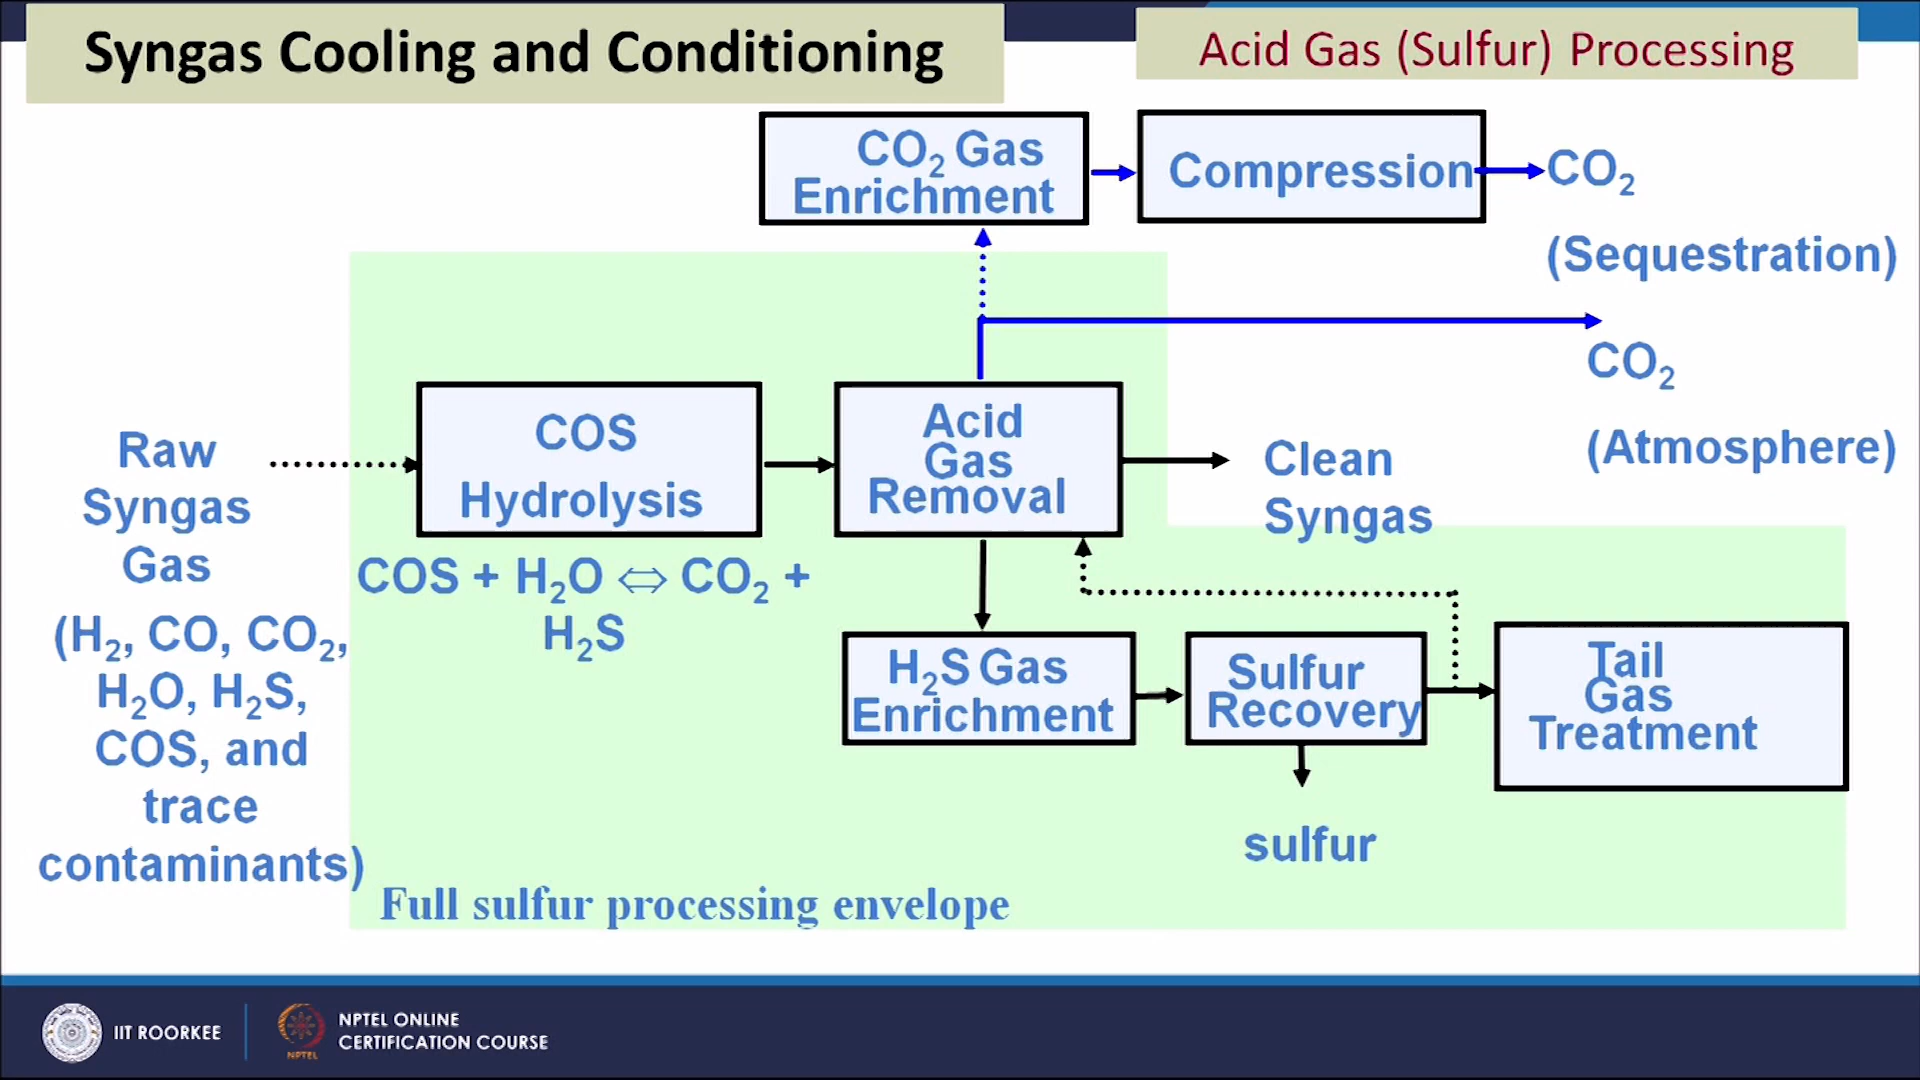 Syngas Cooling and Conditioning
Acid Gas (Sulfur) Processing
CO₂ Gas
Enrichment
Compression
CO₂
(Sequestration)
CO₂
(Atmosphere)
Raw
Syngas
Gas
(H₂, CO, CO₂,
H₂O, H₂S,
COS, and
trace
contaminants)
COS
Hydrolysis
COS + H₂O ⇔ CO₂ +
H₂S
Acid
Gas
Removal
Clean
Syngas
H₂S Gas
Enrichment
Sulfur
Recovery
Tail
Gas
Treatment
sulfur
Full sulfur processing envelope
IIT ROORKEE
NPTEL
NPTEL ONLINE
CERTIFICATION COURSE